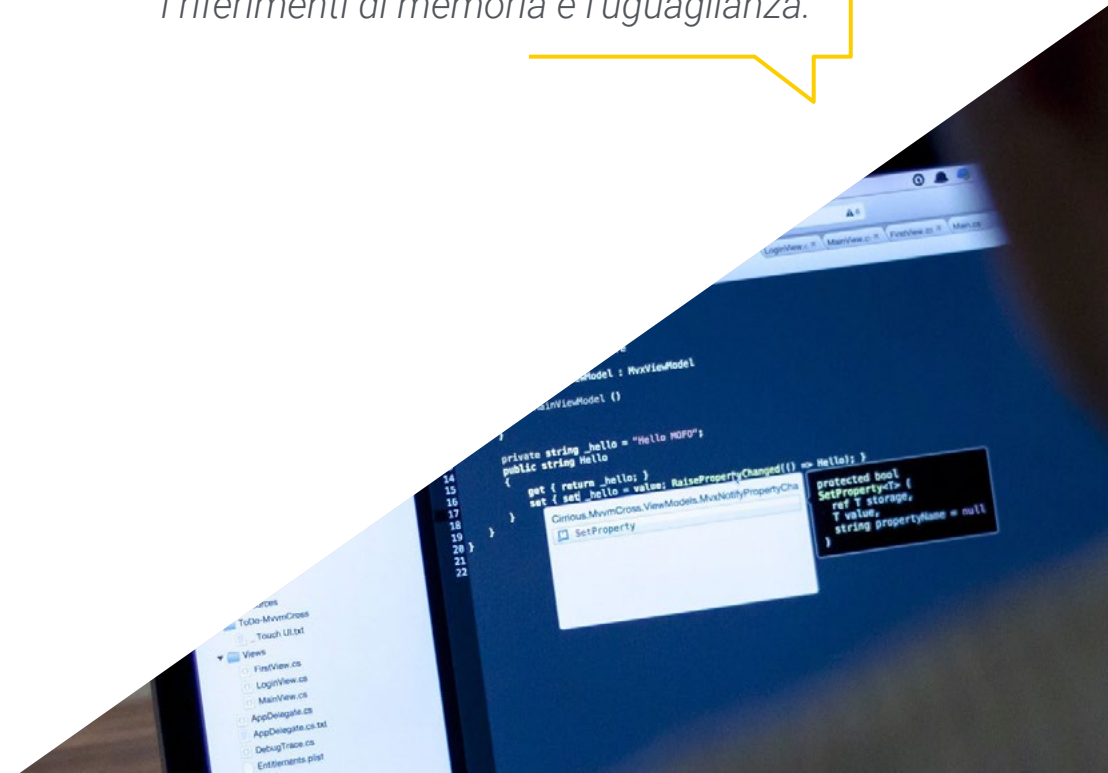 i riferimenti di memoria e l'uguaglianza.
LoginView.c × MainView.c × FirstView.cs × Main.cs
ewModel : MvxViewModel
ainViewModel ()
}
private string _hello = "Hello MOFO";
public string Hello
14 {
15 get { return _hello; }
16 set { set _hello = value; RaisePropertyChanged(() => Hello); }
17 }
18
19 }
20 }
21
22
Cirrious.MvvmCross.ViewModels.MvxNotifyPropertyCha
M SetProperty
protected bool
SetProperty<T> (
ref T storage,
T value,
string propertyName = null
)
urces
ToDo-MvvmCross
_ Touch UI.txt
Views
FirstView.cs
LoginView.cs
MainView.cs
AppDelegate.cs
AppDelegate.cs.txt
DebugTrace.cs
Entitlements.plist